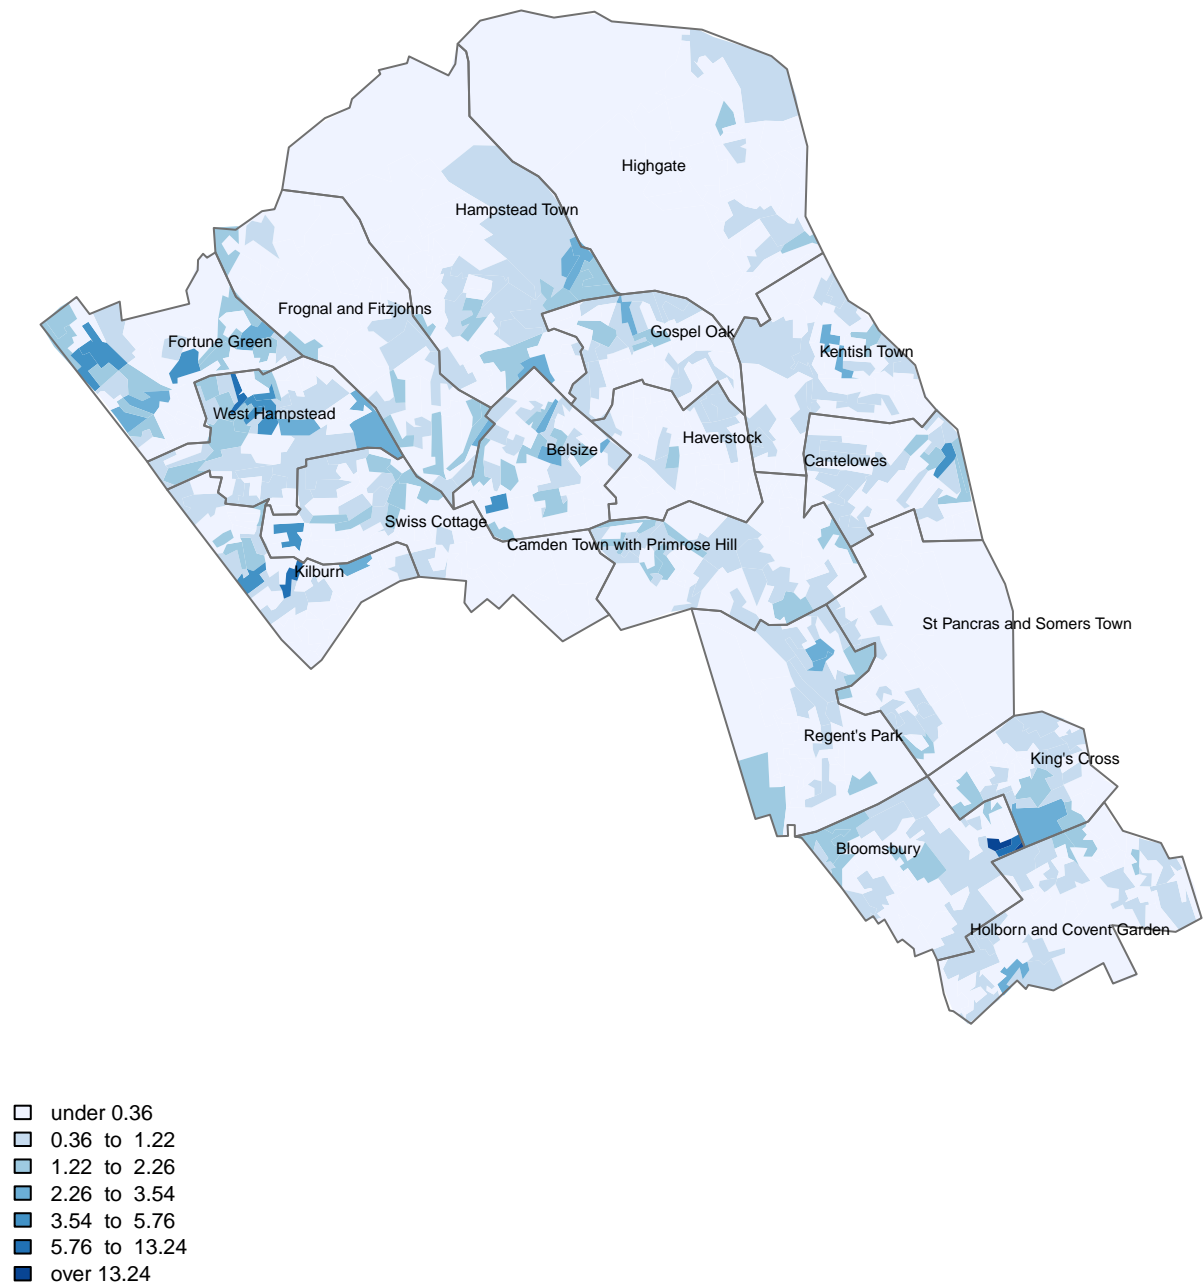 Highgate
Hampstead Town
Frognal and Fitzjohns
Gospel Oak
Fortune Green
Kentish Town
West Hampstead
Haverstock
Belsize
Cantelowes
Swiss Cottage
Camden Town with Primrose Hill
Kilburn
St Pancras and Somers Town
Regent's Park
King's Cross
Bloomsbury
Holborn and Covent Garden
under 0.36
0.36 to 1.22
1.22 to 2.26
2.26 to 3.54
3.54 to 5.76
5.76 to 13.24
over 13.24